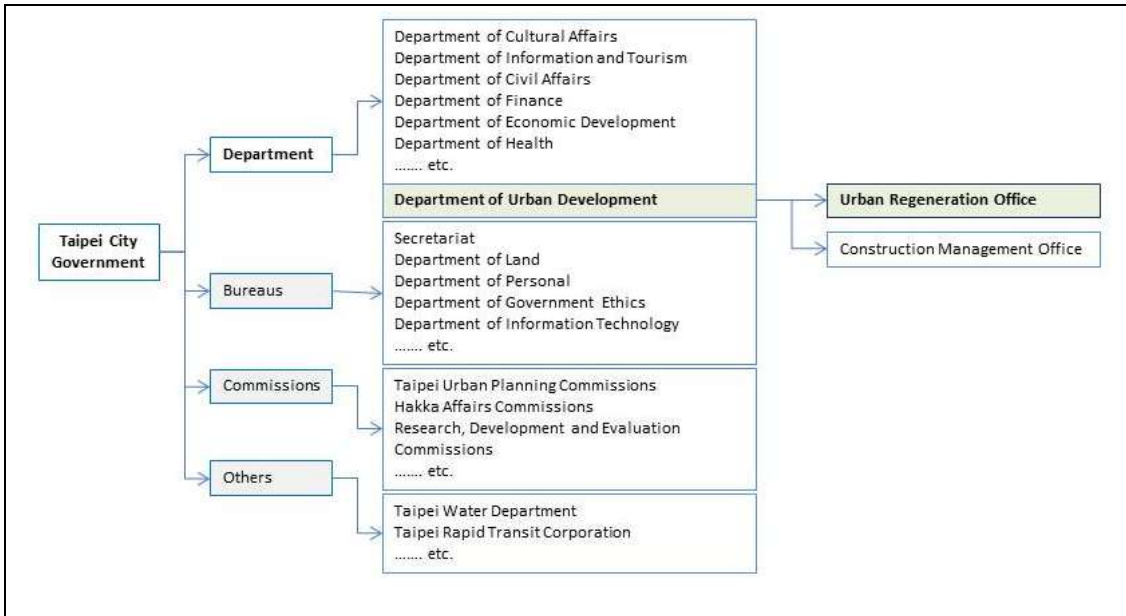 Taipei City
Government
Department
Bureaus
Commissions
Others
Department of Cultural Affairs
Department of Information and Tourism
Department of Civil Affairs
Department of Finance
Department of Economic Development
Department of Health
....... etc.
Department of Urban Development
Secretariat
Department of Land
Department of Personal
Department of Government Ethics
Department of Information Technology
....... etc.
Taipei Urban Planning Commissions
Hakka Affairs Commissions
Research, Development and Evaluation
Commissions
....... etc.
Taipei Water Department
Taipei Rapid Transit Corporation
....... etc.
Urban Regeneration Office
Construction Management Office